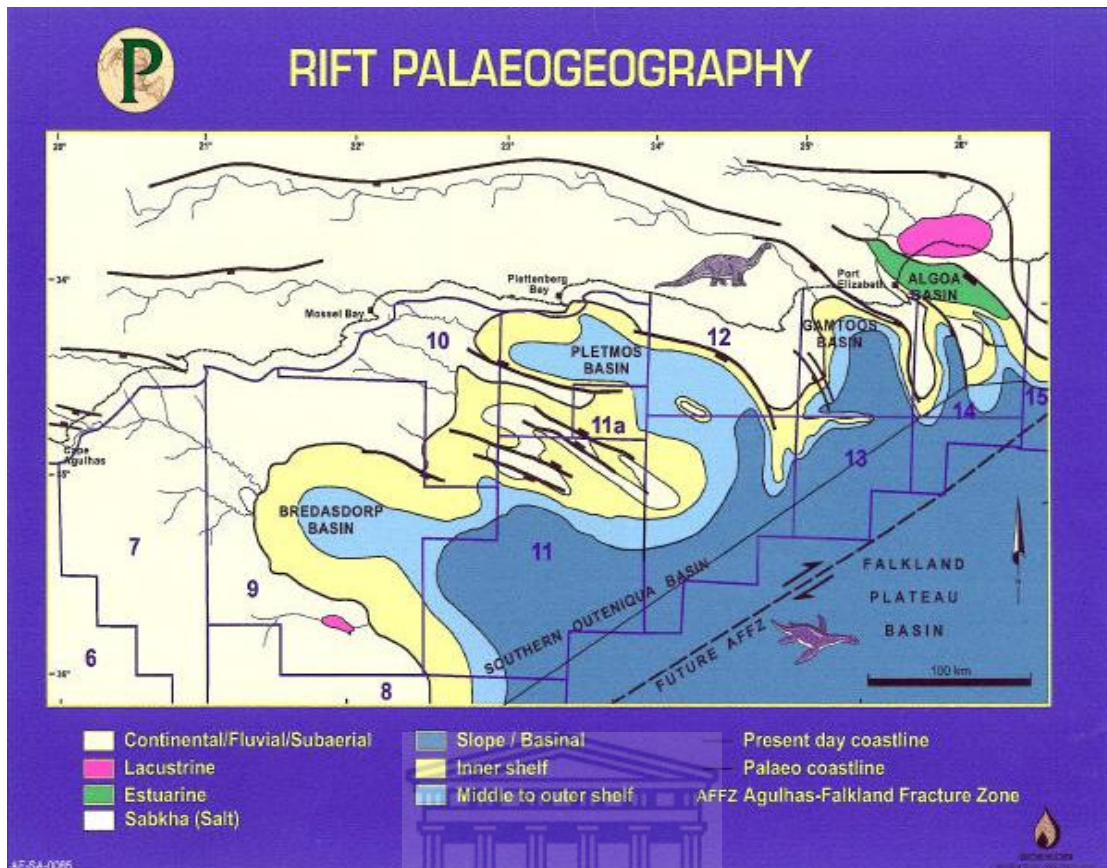 P
RIFT PALAEOGEOGRAPHY
20° 21° 22° 23° 24° 25° 26°
34°
Plettenberg
Bay
Mossel Bay
Port
Elizabeth
ALGOA
BASIN
10
12
GAMTOOS
BASIN
PLETMOS
BASIN
11a
14
15
Cape
Agulhas
35°
13
BREDASDORP
BASIN
7
9
11
FALKLAND
PLATEAU
BASIN
SOUTHERN OUTENIQUA BASIN
FUTURE AFFZ
6
8
36°
100 km
Continental/Fluvial/Subaerial
Lacustrine
Estuarine
Sabkha (Salt)
Slope / Basinal
Inner shelf
Middle to outer shelf
Present day coastline
Palaeo coastline
AFFZ Agulhas-Falkland Fracture Zone